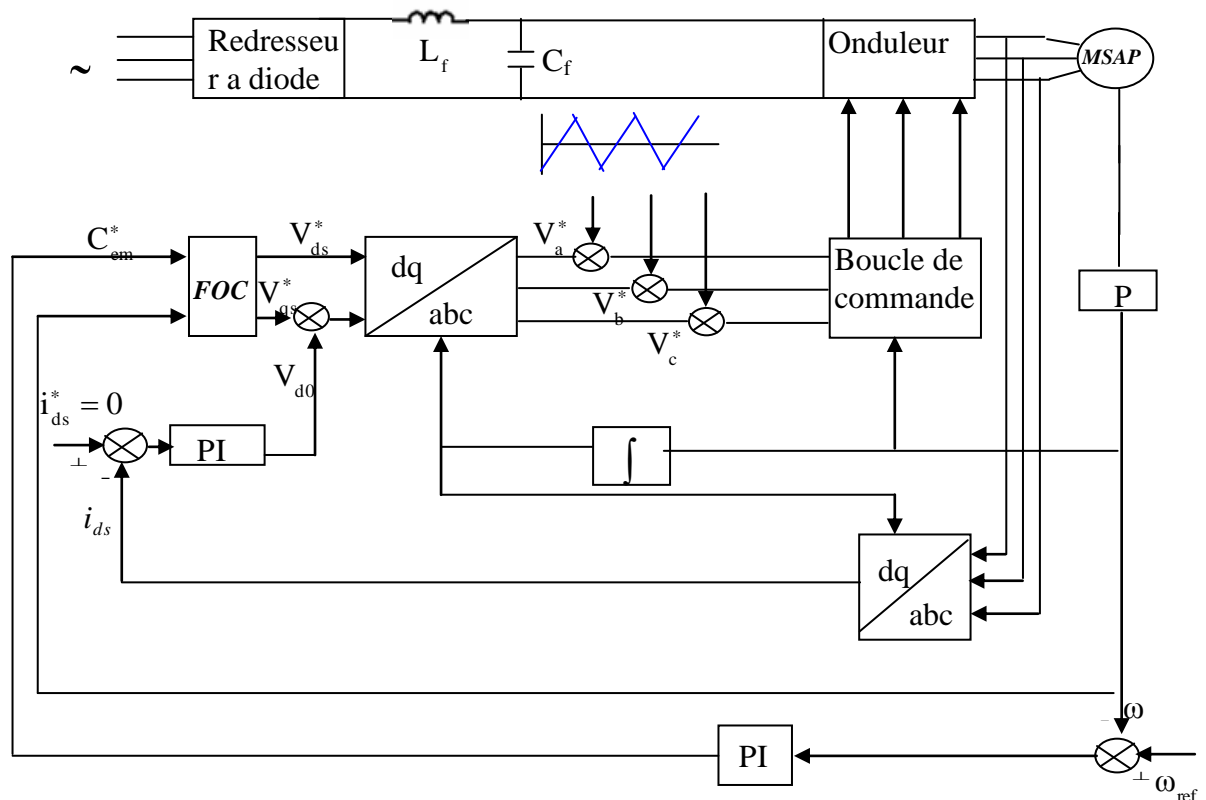 Redresseu
r a diode
L_f
C_f
Onduleur
MSAP
~
C*_em
FOC
V*_ds
V*_qs
dq
abc
V*_a
V*_b
V*_c
Boucle de
commande
P
V_d0
i*_ds = 0
+
-
PI
∫
i_ds
dq
abc
- ω
PI
+ ω_ref